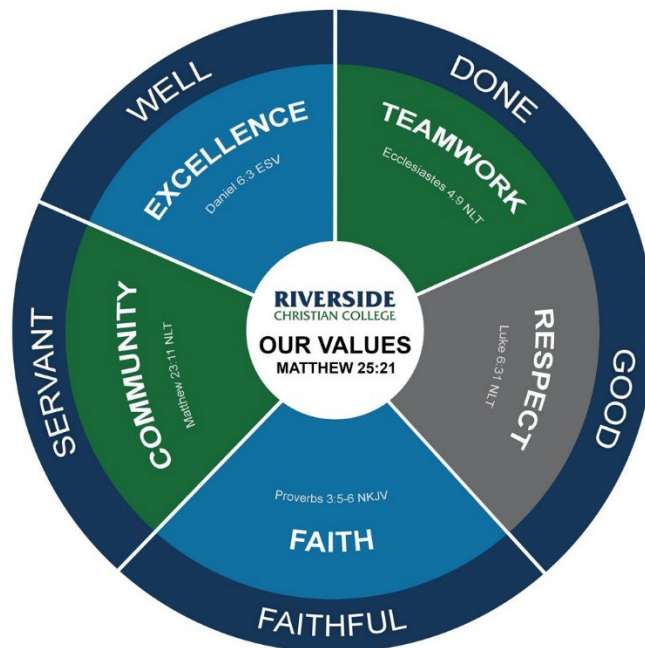 WELL
EXCELLENCE
Daniel 6:3 ESV
DONE
TEAMWORK
Ecclesiastes 4:9 NLT
GOOD
RESPECT
Luke 6:31 NLT
FAITHFUL
FAITH
Proverbs 3:5-6 NKJV
SERVANT
COMMUNITY
Matthew 23:11 NLT
RIVERSIDE
CHRISTIAN COLLEGE
OUR VALUES
MATTHEW 25:21